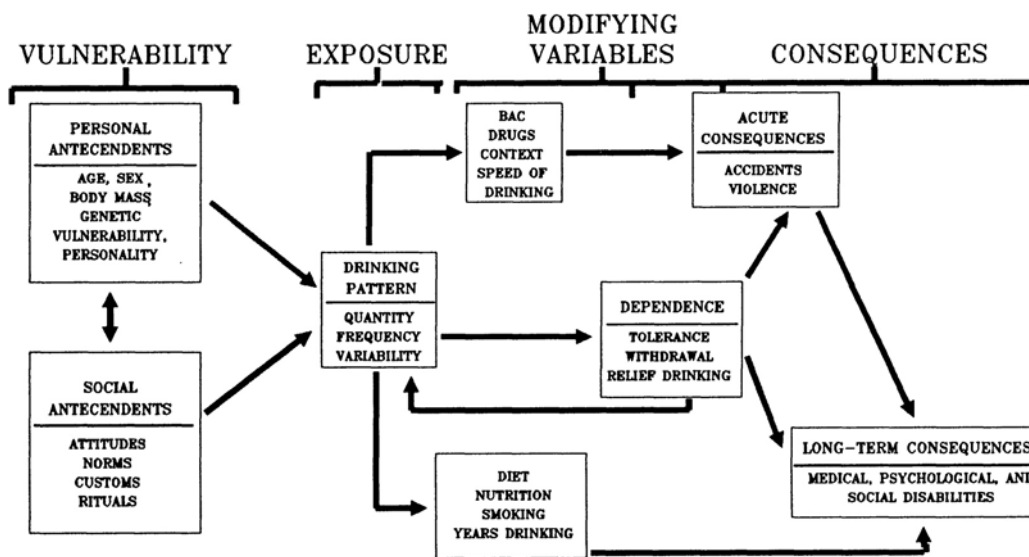 VULNERABILITY
EXPOSURE
MODIFYING
VARIABLES
CONSEQUENCES
PERSONAL
ANTECENDENTS
AGE, SEX,
BODY MASS,
GENETIC
VULNERABILITY,
PERSONALITY
SOCIAL
ANTECENDENTS
ATTITUDES
NORMS
CUSTOMS
RITUALS
DRINKING
PATTERN
QUANTITY
FREQUENCY
VARIABILITY
BAC
DRUGS
CONTEXT
SPEED OF
DRINKING
DEPENDENCE
TOLERANCE
WITHDRAWAL
RELIEF DRINKING
DIET
NUTRITION
SMOKING
YEARS DRINKING
ACUTE
CONSEQUENCES
ACCIDENTS
VIOLENCE
LONG-TERM CONSEQUENCES
MEDICAL, PSYCHOLOGICAL, AND
SOCIAL DISABILITIES